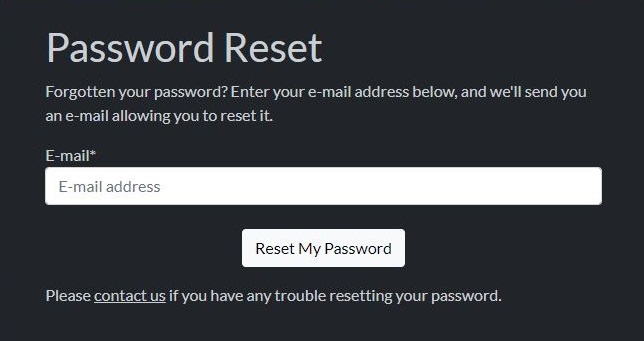 Password Reset
Forgotten your password? Enter your e-mail address below, and we'll send you
an e-mail allowing you to reset it.
E-mail*
E-mail address
Reset My Password
Please contact us if you have any trouble resetting your password.